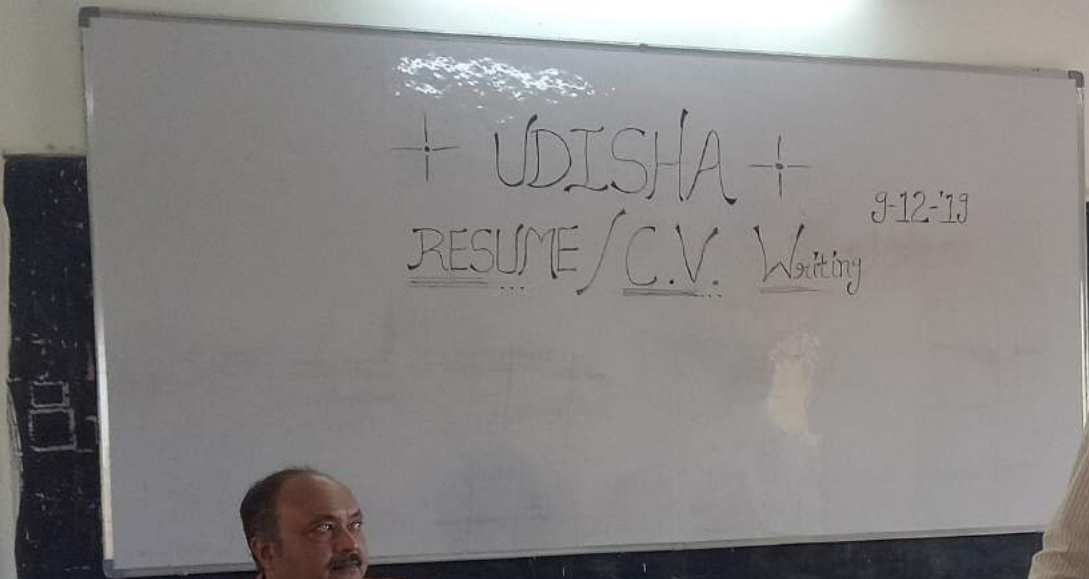 + UDISHA +
9-12-'19
RESUME / C.V. Writing